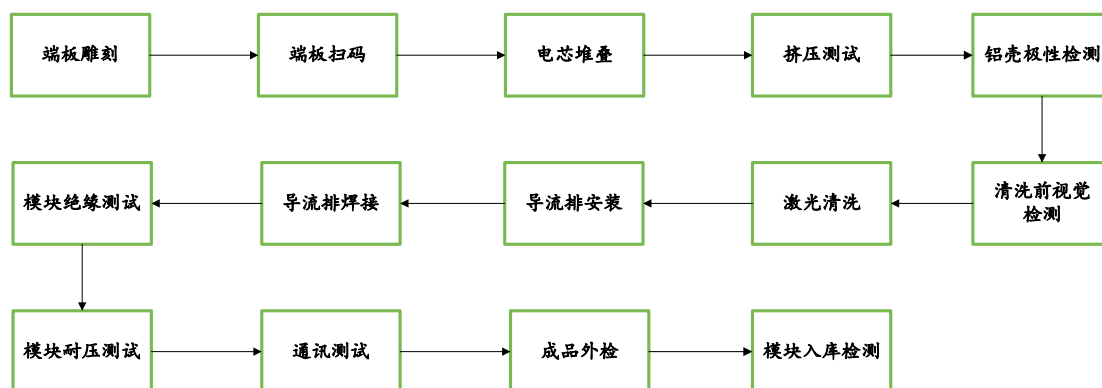 端板雕刻
端板扫码
电芯堆叠
挤压测试
铝壳极性检测
清洗前视觉
检测
激光清洗
导流排安装
导流排焊接
模块绝缘测试
模块耐压测试
通讯测试
成品外检
模块入库检测